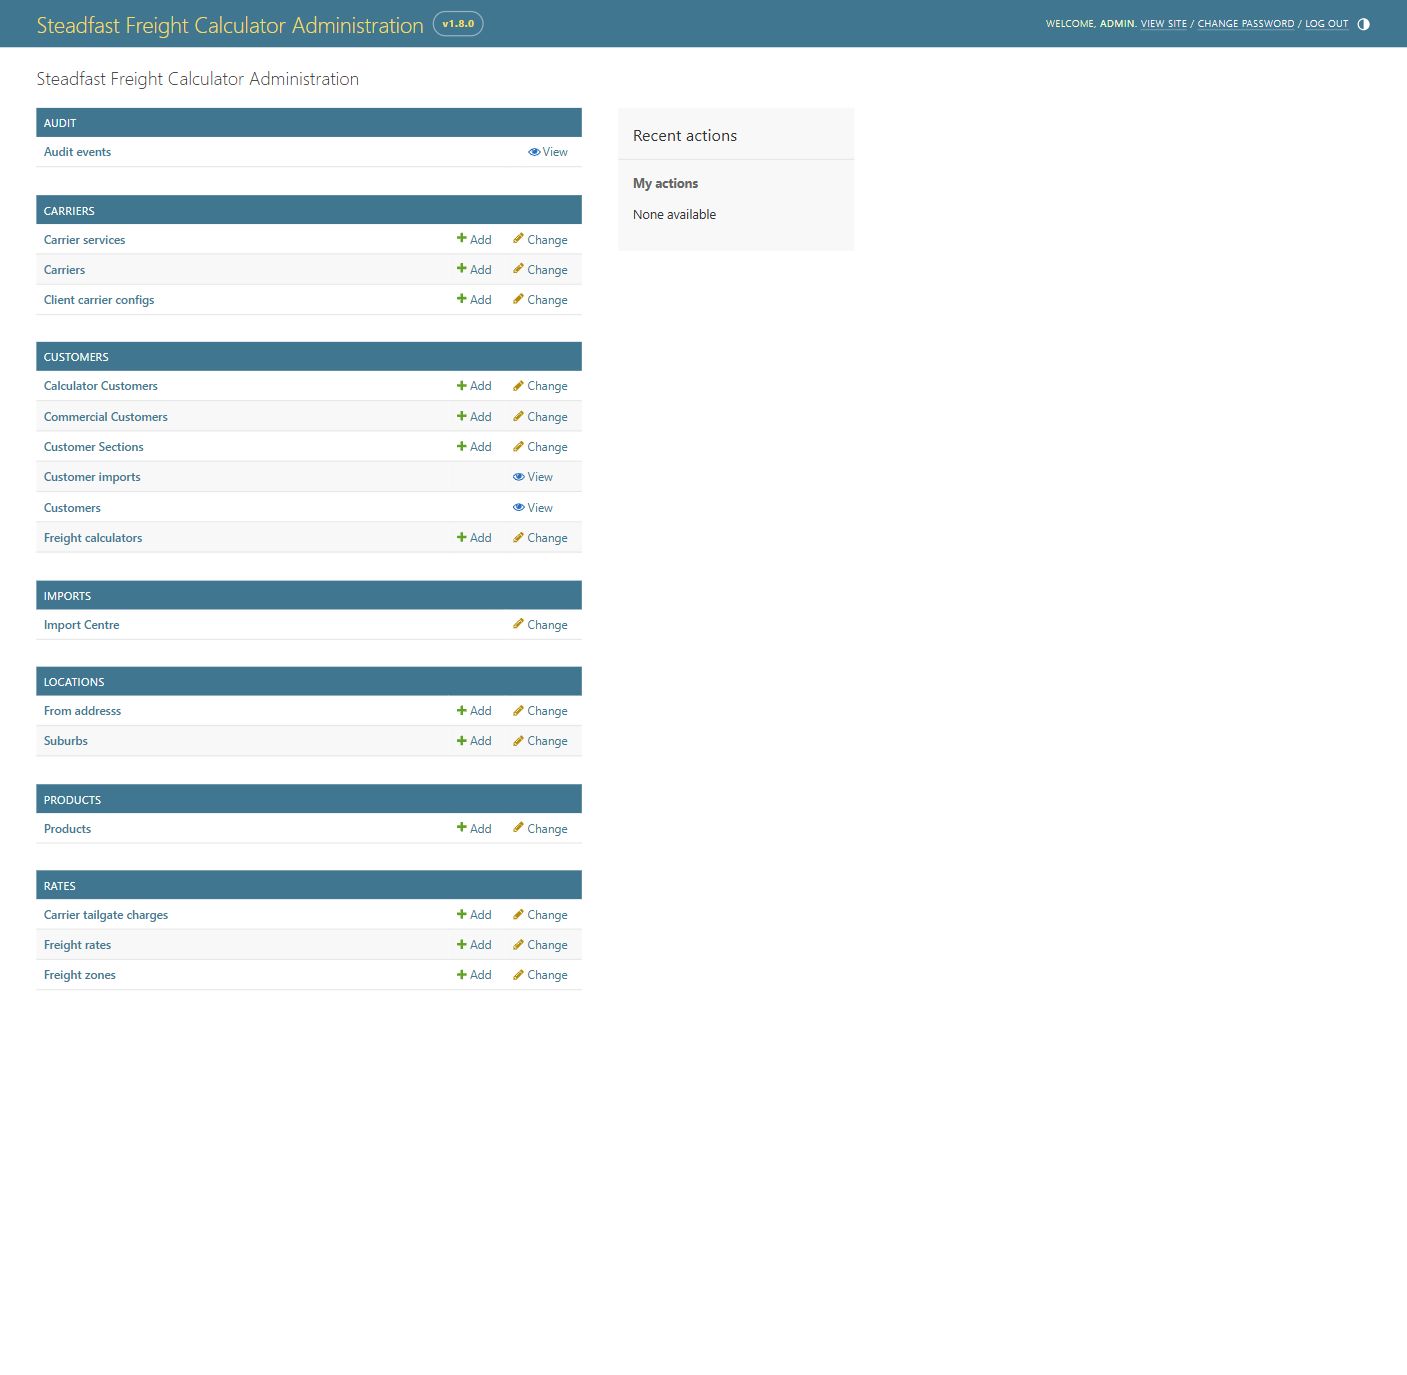 Steadfast Freight Calculator Administration v1.8.0
WELCOME, ADMIN. VIEW SITE / CHANGE PASSWORD / LOG OUT
Steadfast Freight Calculator Administration
AUDIT
Audit events View
CARRIERS
Carrier services Add Change
Carriers Add Change
Client carrier configs Add Change
CUSTOMERS
Calculator Customers Add Change
Commercial Customers Add Change
Customer Sections Add Change
Customer imports View
Customers View
Freight calculators Add Change
IMPORTS
Import Centre Change
LOCATIONS
From addresss Add Change
Suburbs Add Change
PRODUCTS
Products Add Change
RATES
Carrier tailgate charges Add Change
Freight rates Add Change
Freight zones Add Change
Recent actions
My actions
None available